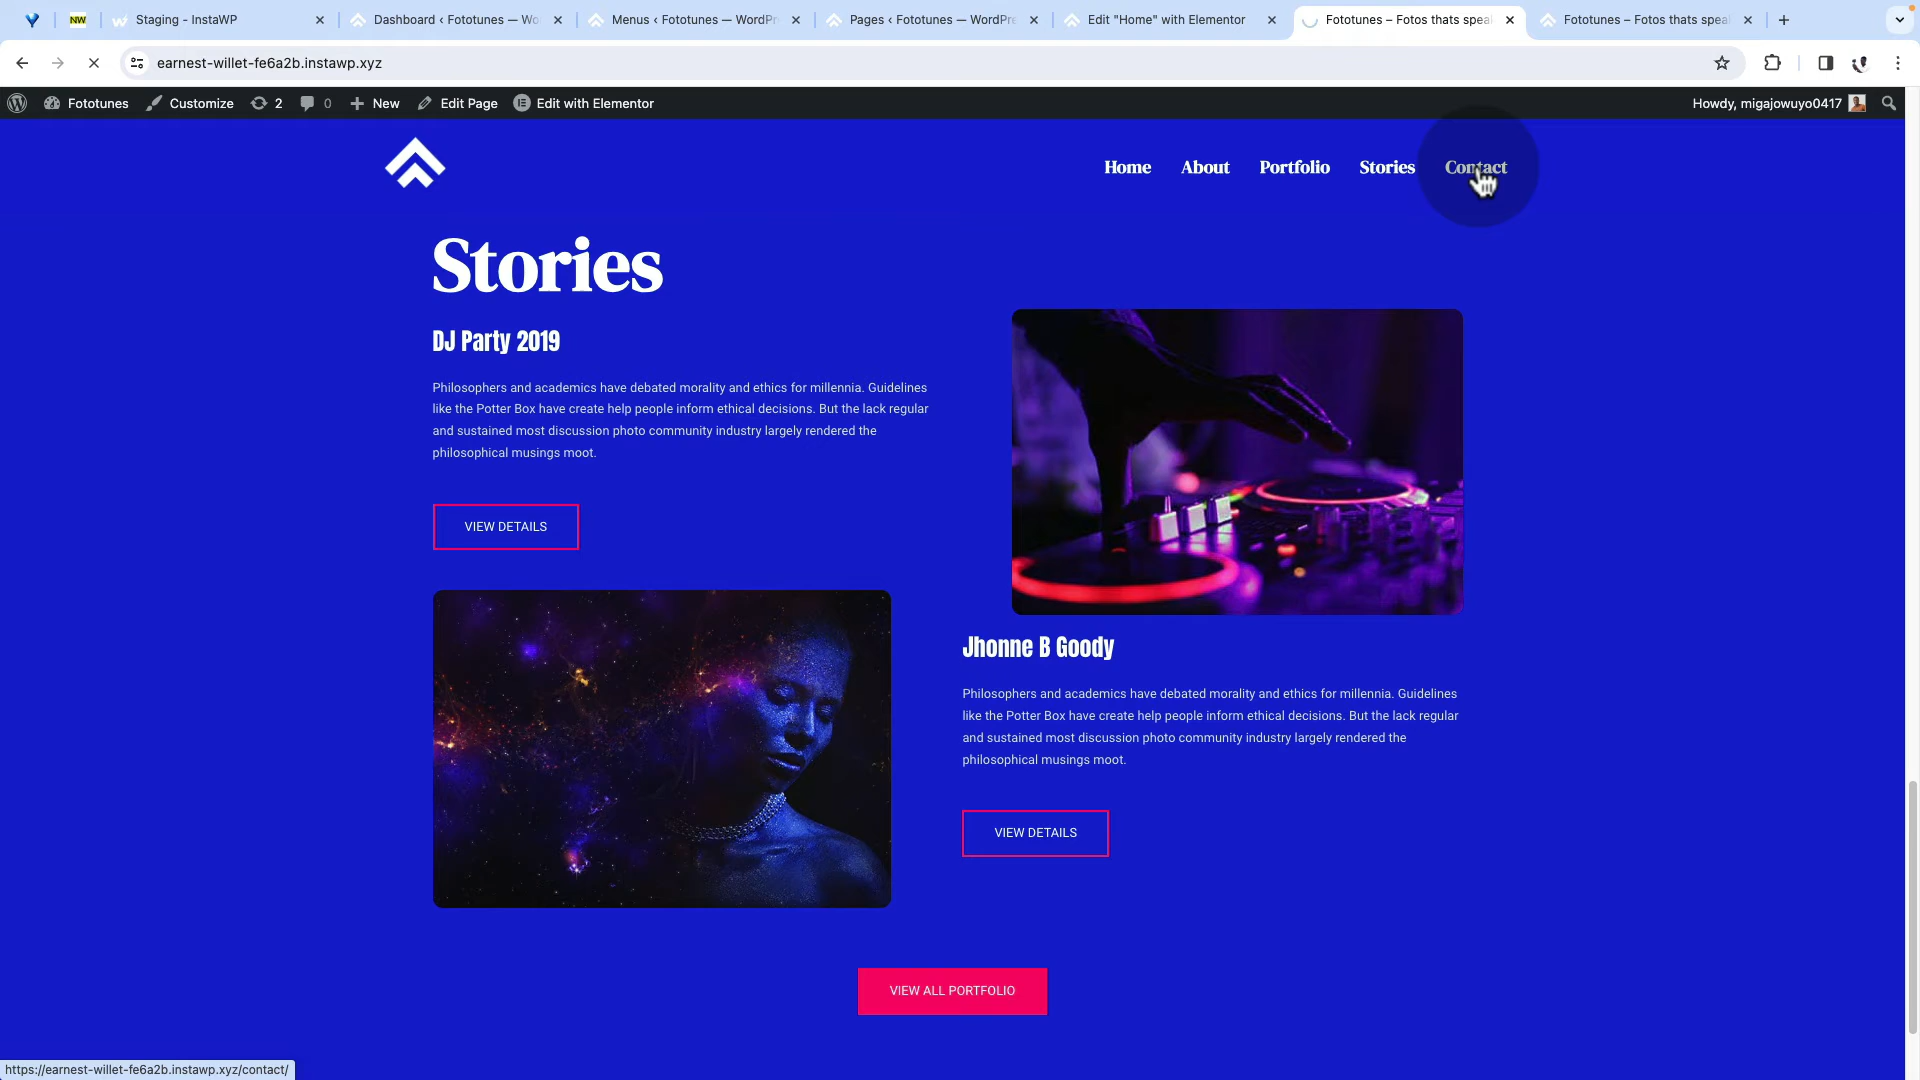 NW
Staging - InstaWP
Dashboard ‹ Fototunes — Wo
Menus ‹ Fototunes — WordPr
Pages ‹ Fototunes — WordPre
Edit "Home" with Elementor
Fototunes – Fotos thats speak
Fototunes – Fotos thats speak
earnest-willet-fe6a2b.instawp.xyz
Fototunes
Customize
2
0
New
Edit Page
Edit with Elementor
Howdy, migajowuyo0417
Home
About
Portfolio
Stories
Contact
Stories
DJ Party 2019
Philosophers and academics have debated morality and ethics for millennia. Guidelines
like the Potter Box have create help people inform ethical decisions. But the lack regular
and sustained most discussion photo community industry largely rendered the
philosophical musings moot.
VIEW DETAILS
Jhonne B Goody
Philosophers and academics have debated morality and ethics for millennia. Guidelines
like the Potter Box have create help people inform ethical decisions. But the lack regular
and sustained most discussion photo community industry largely rendered the
philosophical musings moot.
VIEW DETAILS
VIEW ALL PORTFOLIO
https://earnest-willet-fe6a2b.instawp.xyz/contact/